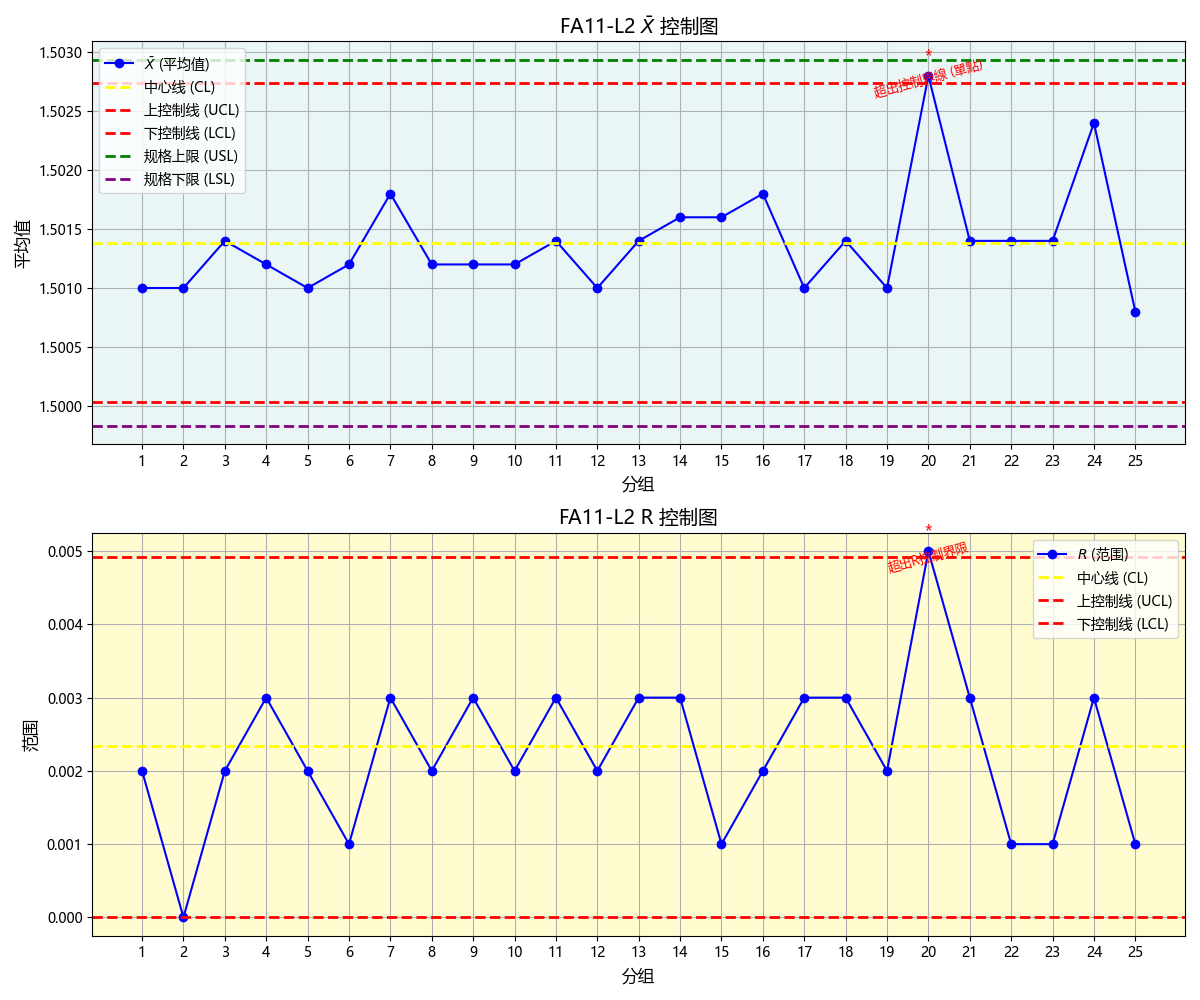 FA11-L2 X̄ 控制图
1.5030
1.5025
1.5020
1.5015
1.5010
1.5005
1.5000
平均值
X̄ (平均值)
中心线 (CL)
上控制线 (UCL)
下控制线 (LCL)
规格上限 (USL)
规格下限 (LSL)
*
超出控制界線 (單點)
1 2 3 4 5 6 7 8 9 10 11 12 13 14 15 16 17 18 19 20 21 22 23 24 25
分组
FA11-L2 R 控制图
0.005
0.004
0.003
0.002
0.001
0.000
范围
*
超出R控制界限
R (范围)
中心线 (CL)
上控制线 (UCL)
下控制线 (LCL)
1 2 3 4 5 6 7 8 9 10 11 12 13 14 15 16 17 18 19 20 21 22 23 24 25
分组